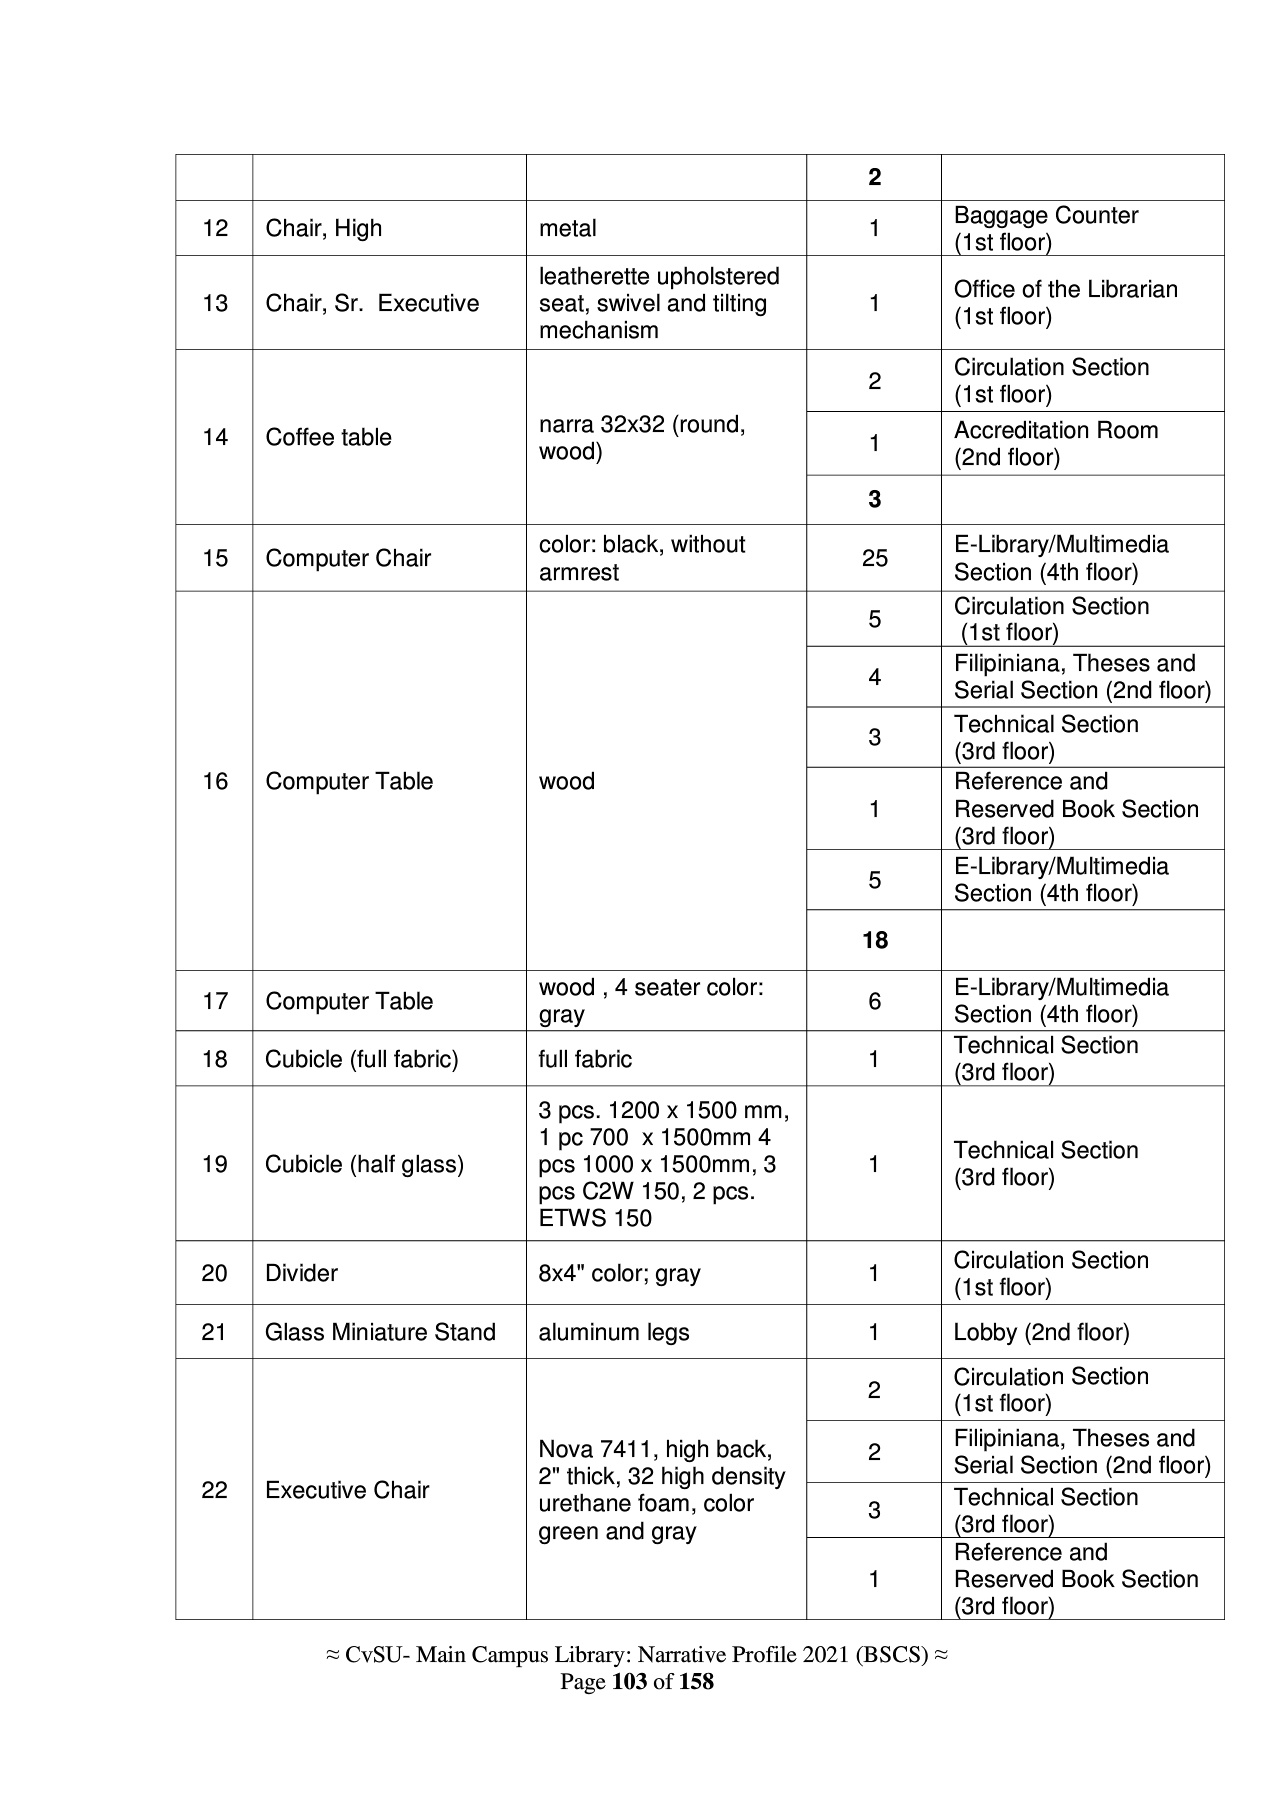 2
12 Chair, High metal 1 Baggage Counter
(1st floor)
13 Chair, Sr.  Executive leatherette upholstered
seat, swivel and tilting
mechanism
1 Office of the Librarian
(1st floor)
14 Coffee table narra 32x32 (round,
wood)
2 Circulation Section
(1st floor)
1 Accreditation Room
(2nd floor)
3
15 Computer Chair color: black, without
armrest
25 E-Library/Multimedia
Section (4th floor)
16 Computer Table wood
5 Circulation Section
(1st floor)
4 Filipiniana, Theses and
Serial Section (2nd floor)
3 Technical Section
(3rd floor)
1 Reference and
Reserved Book Section
(3rd floor)
5 E-Library/Multimedia
Section (4th floor)
18
17 Computer Table wood , 4 seater color:
gray
6 E-Library/Multimedia
Section (4th floor)
18 Cubicle (full fabric) full fabric 1 Technical Section
(3rd floor)
19 Cubicle (half glass) 3 pcs. 1200 x 1500 mm,
1 pc 700  x 1500mm 4
pcs 1000 x 1500mm, 3
pcs C2W 150, 2 pcs.
ETWS 150
1 Technical Section
(3rd floor)
20 Divider 8x4" color; gray 1 Circulation Section
(1st floor)
21 Glass Miniature Stand aluminum legs 1 Lobby (2nd floor)
22 Executive Chair Nova 7411, high back,
2" thick, 32 high density
urethane foam, color
green and gray
2 Circulation Section
(1st floor)
2 Filipiniana, Theses and
Serial Section (2nd floor)
3 Technical Section
(3rd floor)
1 Reference and
Reserved Book Section
(3rd floor)
≈ CvSU- Main Campus Library: Narrative Profile 2021 (BSCS) ≈
Page 103 of 158